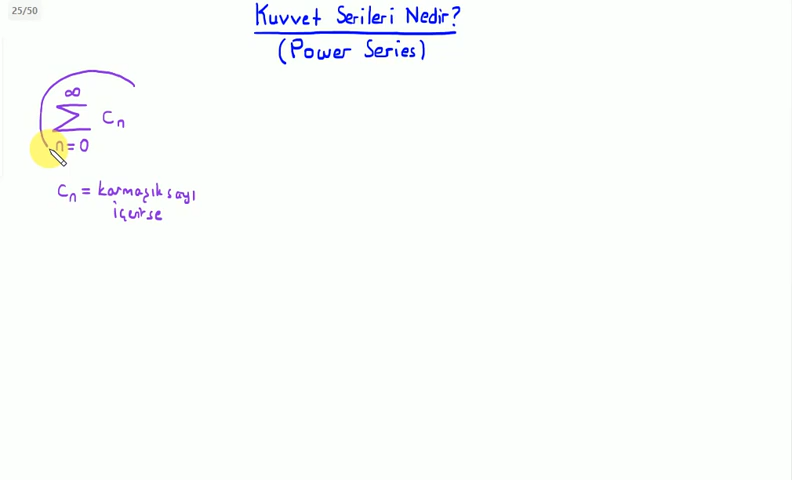 25/50
Kuvvet Serileri Nedir?
(Power Series)
∞
∑ Cn
n=0
Cn = karmaşık sayı
içerirse